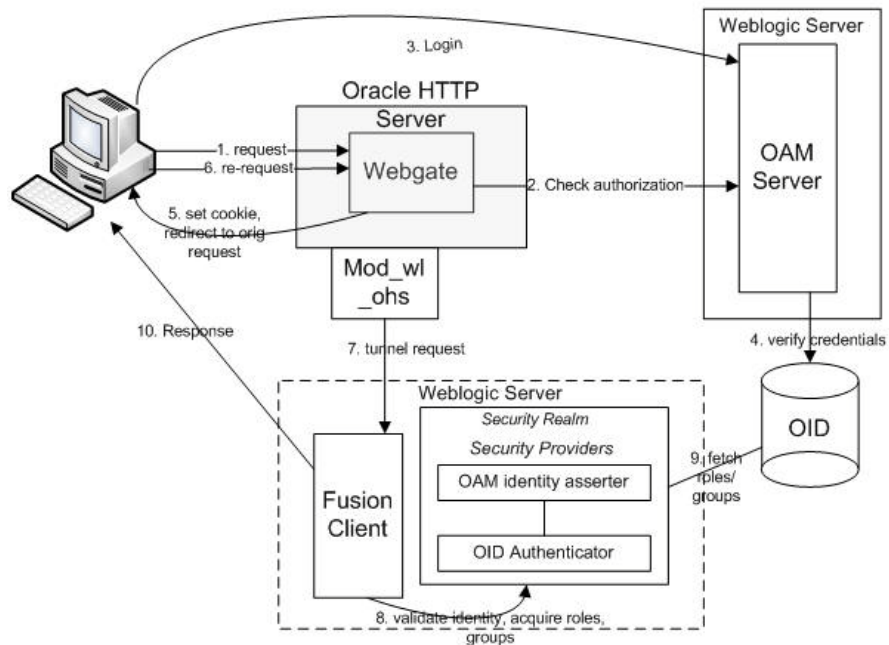 Weblogic Server
3. Login
Oracle HTTP
Server
OAM
Server
1. request
6. re-request
Webgate
2. Check authorization
5. set cookie,
redirect to orig
request
Mod_wl
_ohs
10. Response
7. tunnel request
4. verify credentials
Weblogic Server
Security Realm
Security Providers
OID
9. fetch
roles/
groups
OAM identity asserter
Fusion
Client
OID Authenticator
8. validate identity, acquire roles,
groups